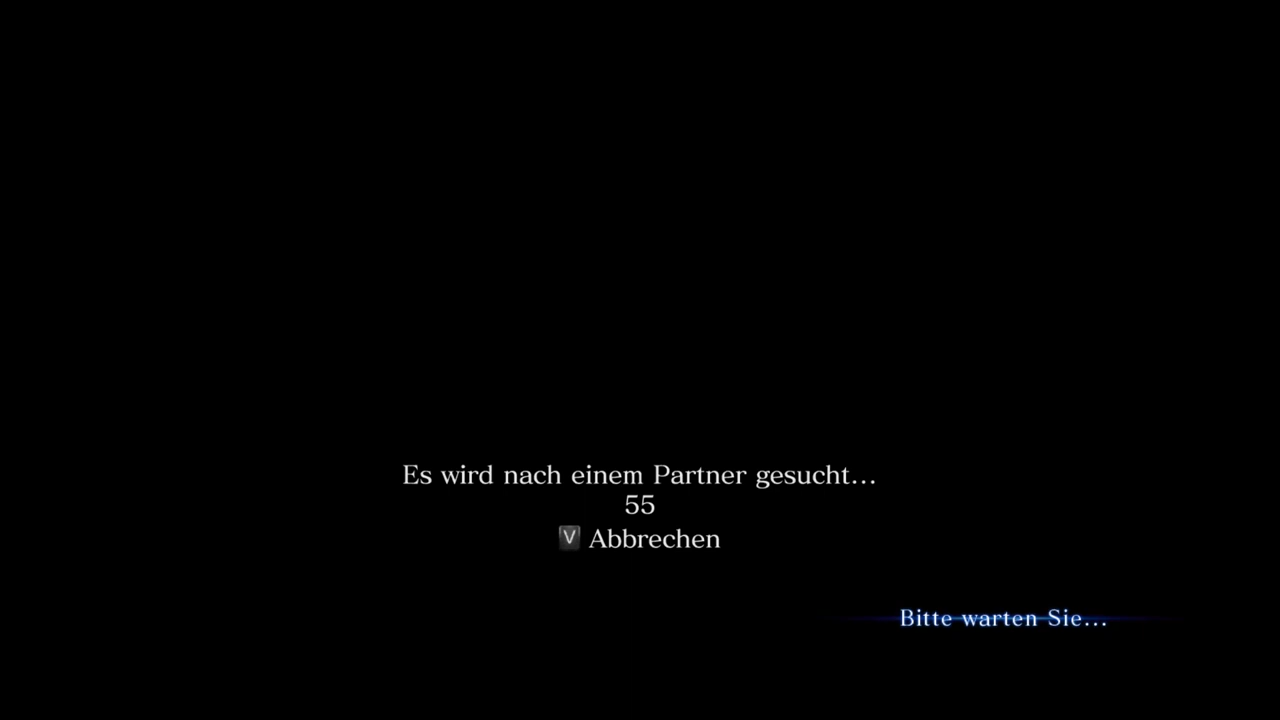 Es wird nach einem Partner gesucht...
55
V Abbrechen
Bitte warten Sie...